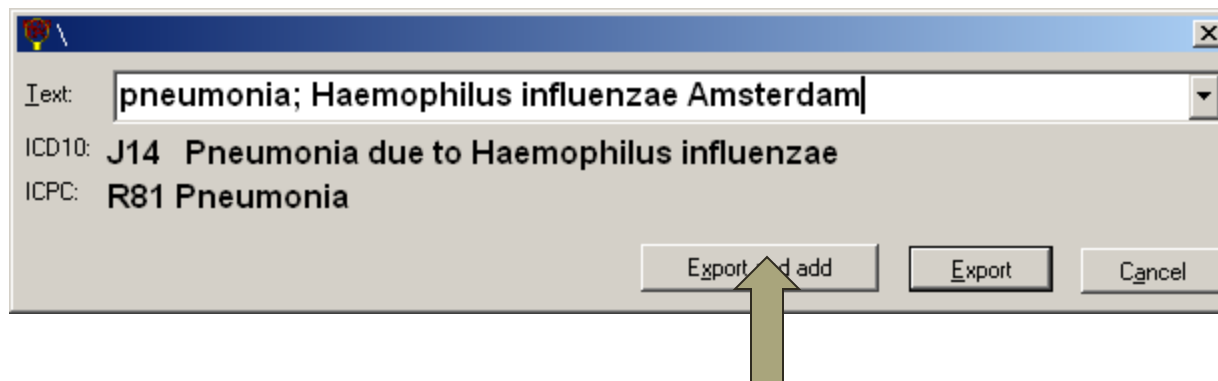 \
Text: pneumonia; Haemophilus influenzae Amsterdam
ICD10: J14 Pneumonia due to Haemophilus influenzae
ICPC: R81 Pneumonia
Export and add Export Cancel